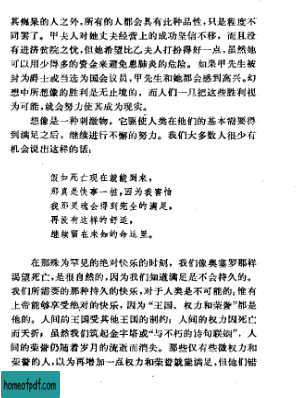 其癫狂的人之外,所有的人都会具有此种品性,只是程度不
同罢了。甲夫人对她丈夫经营上的成功坚信不移,而且没
有进济贫院之忧,但她希望比乙夫人打扮得好一点,虽然她
可以用少得多的资金来避免患肺炎的危险。如果甲先生被
封为爵士或当选为国会议员,甲先生和她都会感到高兴。幻
想中所想像的胜利是无止境的,而人们一旦把这些胜利视
为可能,就会努力使其成为现实。
想像是一种刺激物,它驱使人类在他们的基本需要得
到满足之后,继续进行不懈的努力。我们大多数人很少有
机会说出这样的话:
假如死亡现在就能到来,
那真是快事一桩,因为我害怕
我那灵魂会得到完全的满足,
再没有这样的舒适,
继续留在未知的命运里。
在那殊为罕见的绝对快乐的时刻,我们像奥塞罗那样
渴望死亡,是很自然的,因为我们知道满足是不会持久的。
我们所需要的那种持久的快乐,对于人类是不可能的;惟有
上帝能够享受绝对的快乐,因为“王国、权力和荣誉”都是
他的。人间的王国受其他王国的制约;人间的权力因死亡
而夭折;虽然我们筑起金字塔或“与不朽的诗句联姻”,人
间的荣誉仍随着岁月的流逝而消失。那些仅有些微权力和
荣誉的人,以为再增加一点权力和荣誉就能满足,但他们错
homeofpdf.com